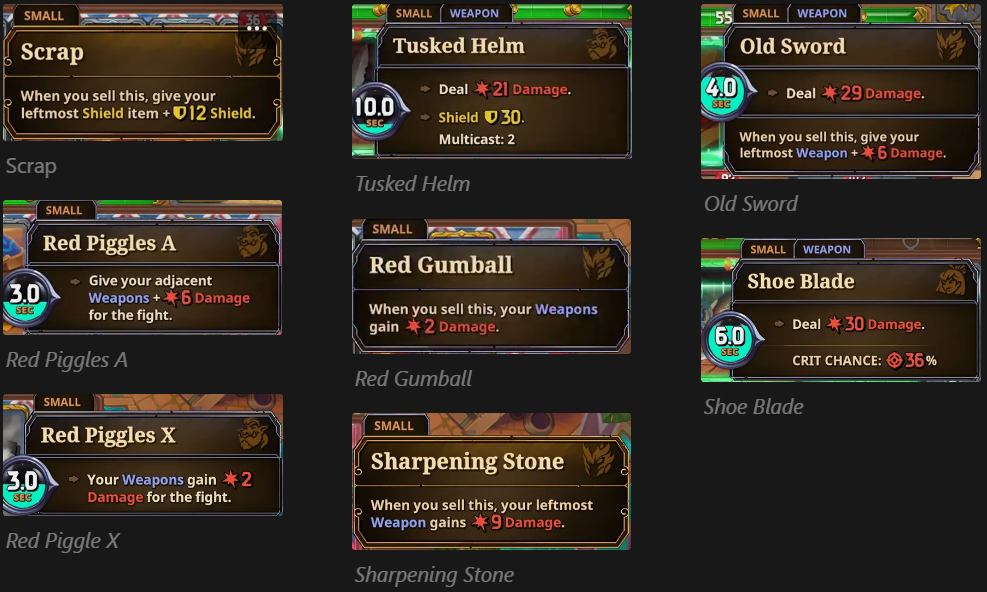 SMALL
36
...
Scrap
When you sell this, give your
leftmost Shield item + 12 Shield.
Scrap
SMALL
Red Piggles A
3.0
SEC
Give your adjacent
Weapons + 6 Damage
for the fight.
Red Piggles A
SMALL
Red Piggles X
3.0
SEC
Your Weapons gain 2
Damage for the fight.
Red Piggle X
SMALL WEAPON
Tusked Helm
10.0
SEC
Deal 21 Damage.
Shield 30.
Multicast: 2
Tusked Helm
SMALL
Red Gumball
When you sell this, your Weapons
gain 2 Damage.
Red Gumball
SMALL
Sharpening Stone
When you sell this, your leftmost
Weapon gains 9 Damage.
Sharpening Stone
55
SMALL WEAPON
Old Sword
4.0
SEC
Deal 29 Damage.
When you sell this, give your
leftmost Weapon + 6 Damage.
Old Sword
SMALL WEAPON
Shoe Blade
6.0
SEC
Deal 30 Damage.
CRIT CHANCE: 36%
Shoe Blade